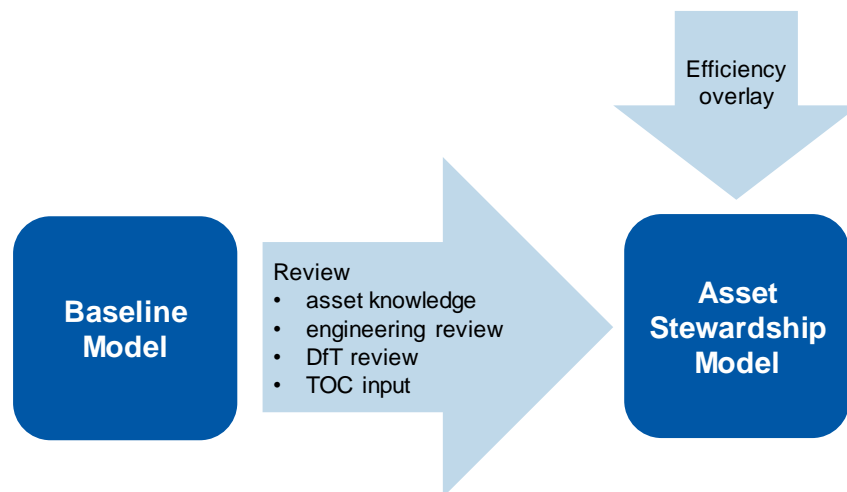 Efficiency
overlay
Baseline
Model
Review
• asset knowledge
• engineering review
• DfT review
• TOC input
Asset
Stewardship
Model